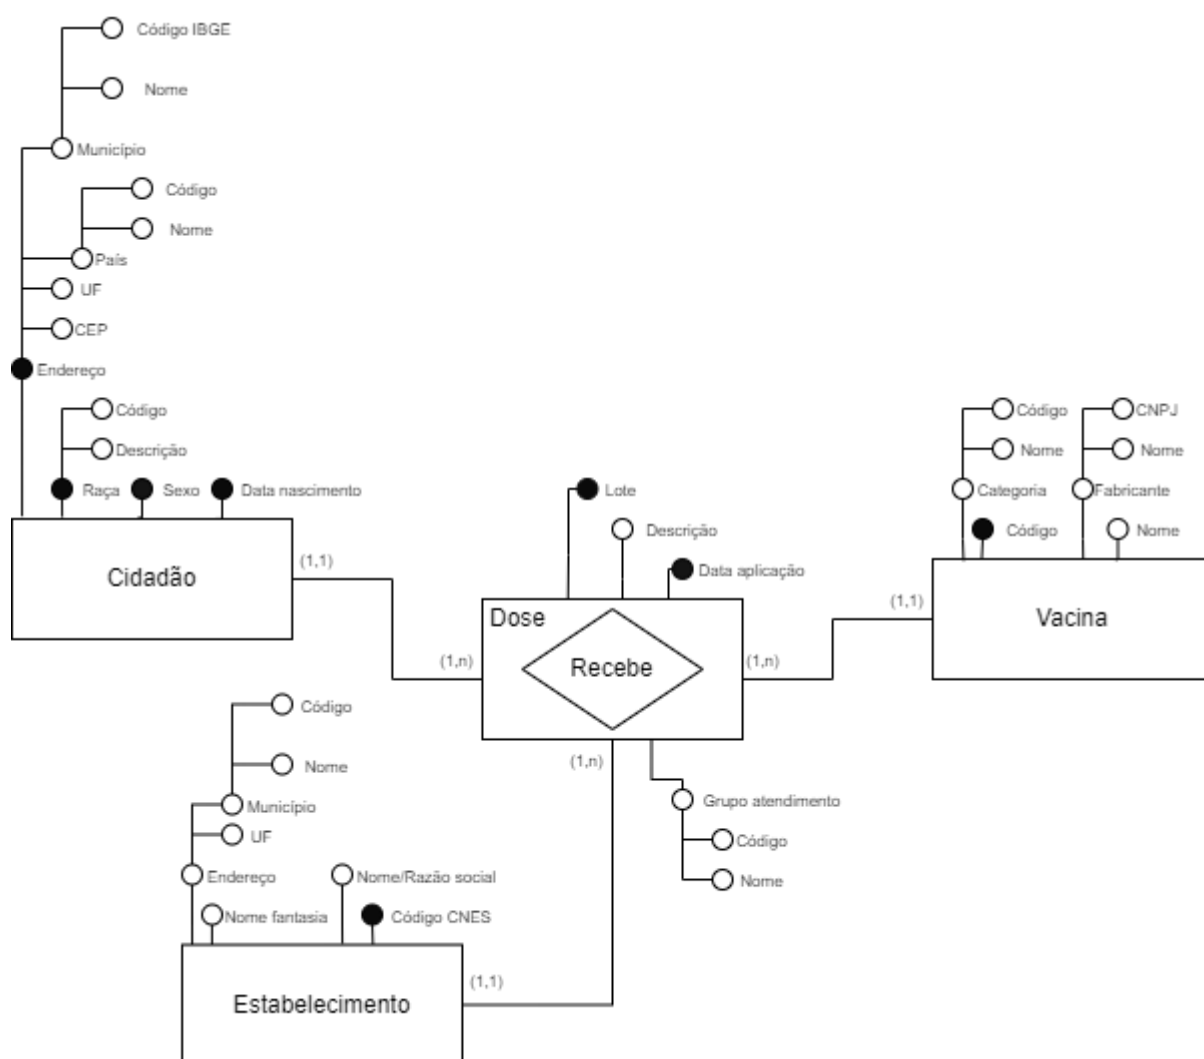 Código IBGE
Nome
Município
Código
Nome
País
UF
CEP
Endereço
Código
Descrição
Raça
Sexo
Data nascimento
Cidadão
(1,1)
(1,n)
Lote
Descrição
Data aplicação
Dose
Recebe
(1,n)
(1,n)
Código
Nome
Categoria
Código
CNPJ
Nome
Fabricante
Nome
Vacina
(1,1)
Grupo atendimento
Código
Nome
Código
Nome
Município
UF
Endereço
Nome/Razão social
Nome fantasia
Código CNES
Estabelecimento
(1,1)